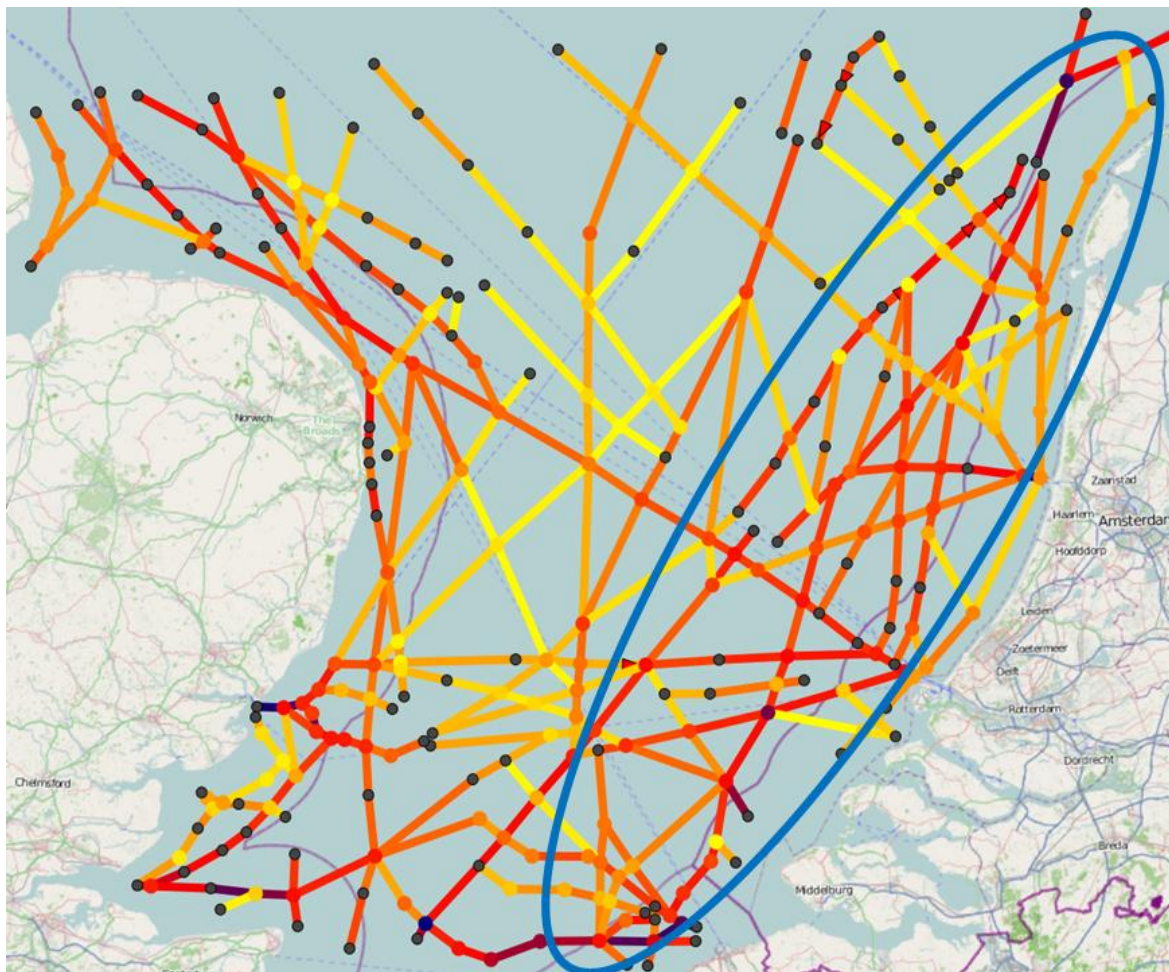 Norwich
The
Broads
Zaanstad
Haarlem
Amsterdam
Hoofddorp
Leiden
Zoetermeer
Delft
Rotterdam
Chelmsford
Dordrecht
Breda
Middelburg